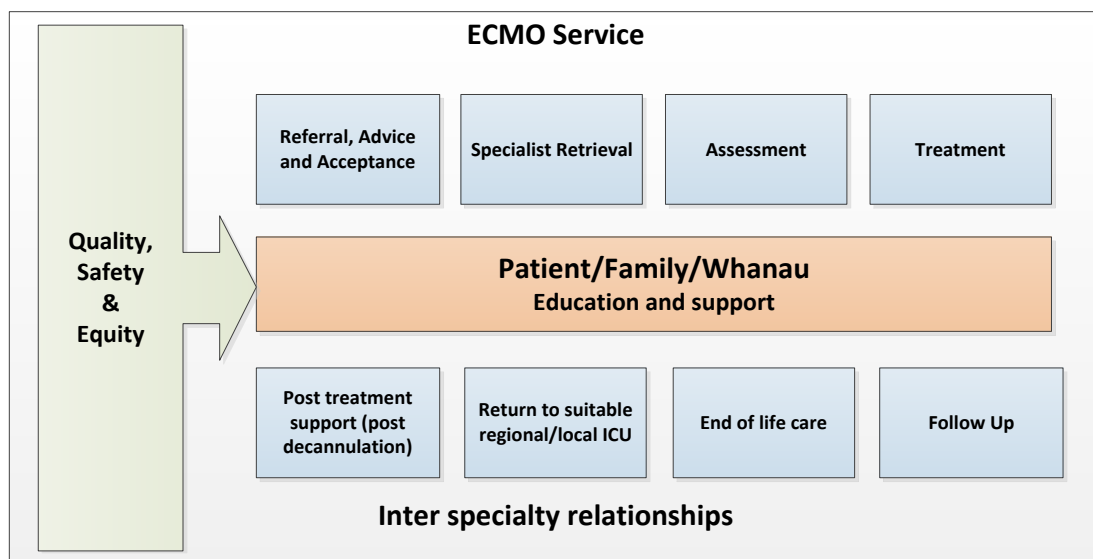 ECMO Service
Referral, Advice
and Acceptance
Specialist Retrieval
Assessment
Treatment
Quality,
Safety
&
Equity
Patient/Family/Whanau
Education and support
Post treatment
support (post
decannulation)
Return to suitable
regional/local ICU
End of life care
Follow Up
Inter specialty relationships